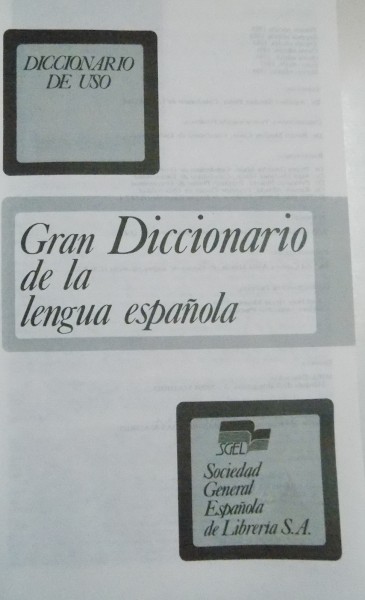 DICCIONARIO
DE USO
Gran Diccionario
de la
lengua española
SGEL
Sociedad
General
Española
de Librería S.A.